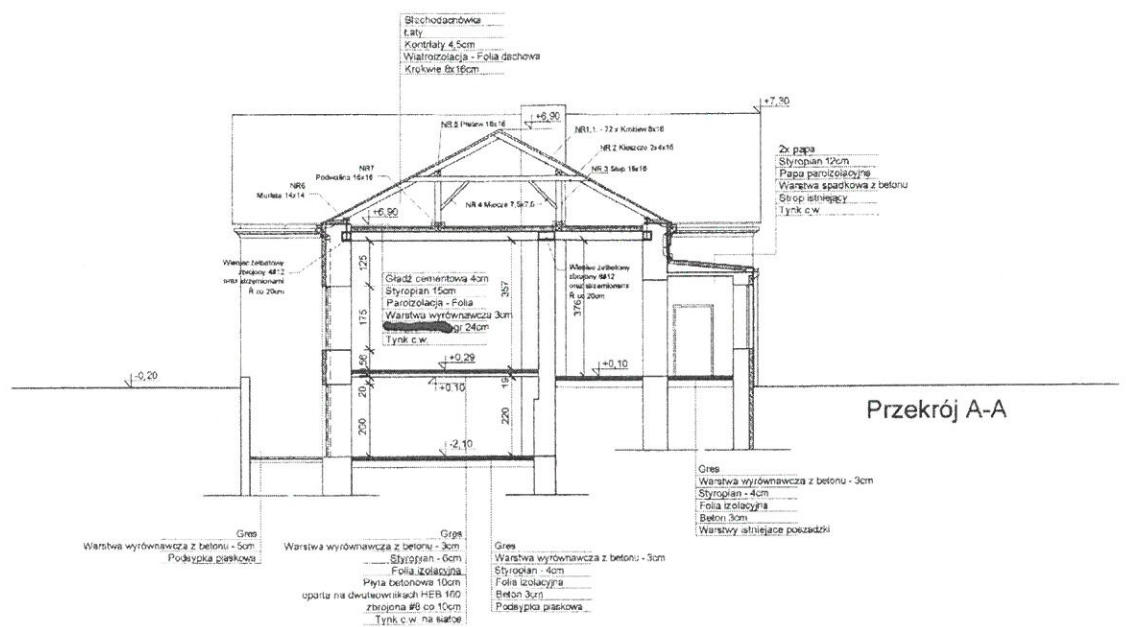 Blachodachówka
Łaty
Kontrłaty 4,5cm
Wiatroizolacja - Folia dachowa
Krokwie 8x16cm
+7,30
+6,90
NR.5 Płatew 16x16
NR1,1. - 72 x Krokiew 8x16
NR.2 Kleszcze 2x4x16
NR.3 Słup 16x16
NR7
Podwalina 16x16
NR6
Murłata 14x14
NR.4 Miecze 7,5x7,5
+6,90
2x papa
Styropian 12cm
Papa paroizolacyjna
Warstwa spadkowa z betonu
Strop istniejący
Tynk c.w.
Wieniec żelbetowy
zbrojony 4#12
oraz strzemionami
co 20cm
Wieniec żelbetowy
zbrojony 6#12
oraz strzemionami
co 20cm
Gładź cementowa 4cm
Styropian 15cm
Paroizolacja - Folia
Warstwa wyrównawcza 3cm
gr 24cm
Tynk c.w.
125
175
56
20
200
357
376
19
220
+0,29
+0,10
+0,10
-0,20
-2,10
Przekrój A-A
Gres
Warstwa wyrównawcza z betonu - 3cm
Styropian - 4cm
Folia izolacyjna
Beton 3cm
Warstwy istniejące posadzki
Gres
Warstwa wyrównawcza z betonu - 5cm
Podsypka piaskowa
Gres
Warstwa wyrównawcza z betonu - 3cm
Styropian - 6cm
Folia izolacyjna
Płyta betonowa 10cm
oparta na dwuteownikach HEB 160
zbrojona #8 co 10cm
Tynk c.w. na siatce
Gres
Warstwa wyrównawcza z betonu - 3cm
Styropian - 4cm
Folia izolacyjna
Beton 3cm
Podsypka piaskowa